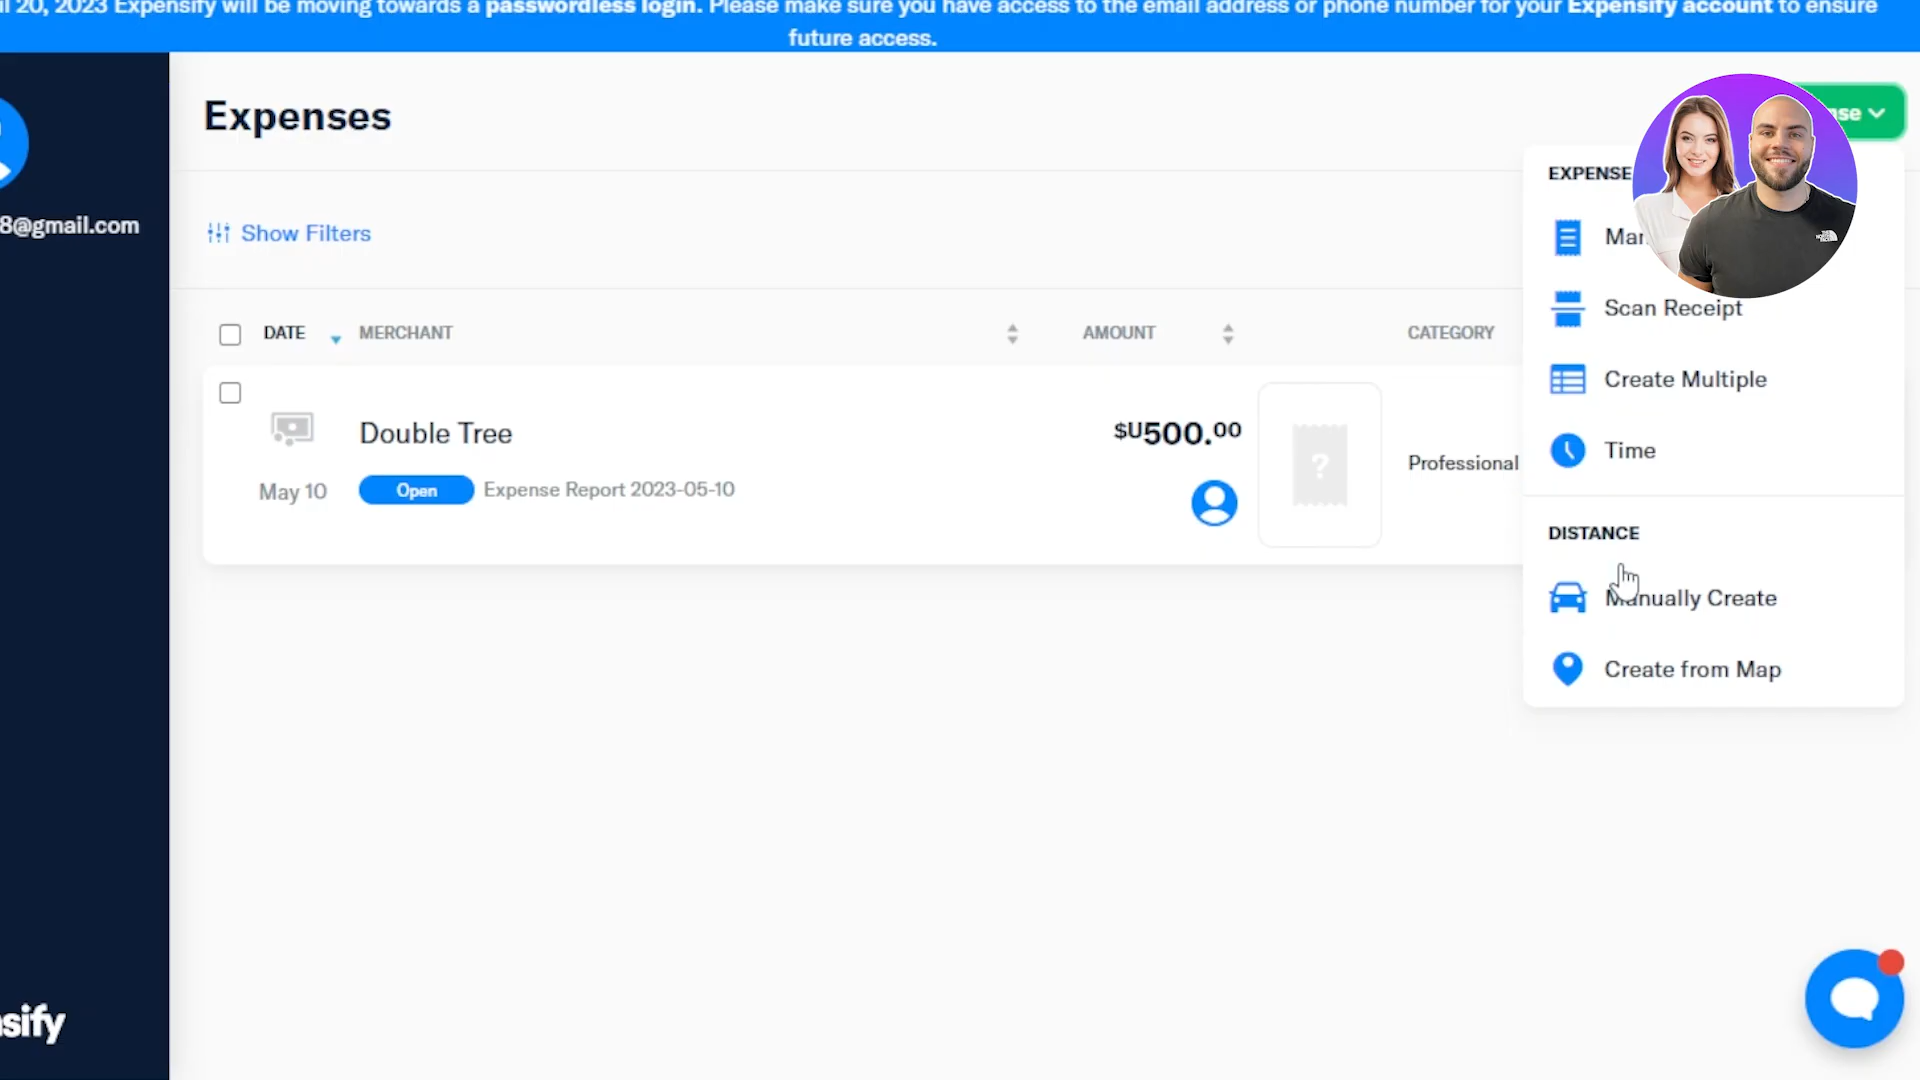 20, 2023 Expensify will be moving towards a passwordless login. Please make sure you have access to the email address or phone number for your Expensify account to ensure
future access.
Expenses
8@gmail.com
Show Filters
EXPENSE
Scan Receipt
Create Multiple
Time
DISTANCE
Manually Create
Create from Map
DATE MERCHANT AMOUNT CATEGORY
Double Tree
$U500.00
May 10
Open
Expense Report 2023-05-10
Professional
THE NORTH FACE
sify